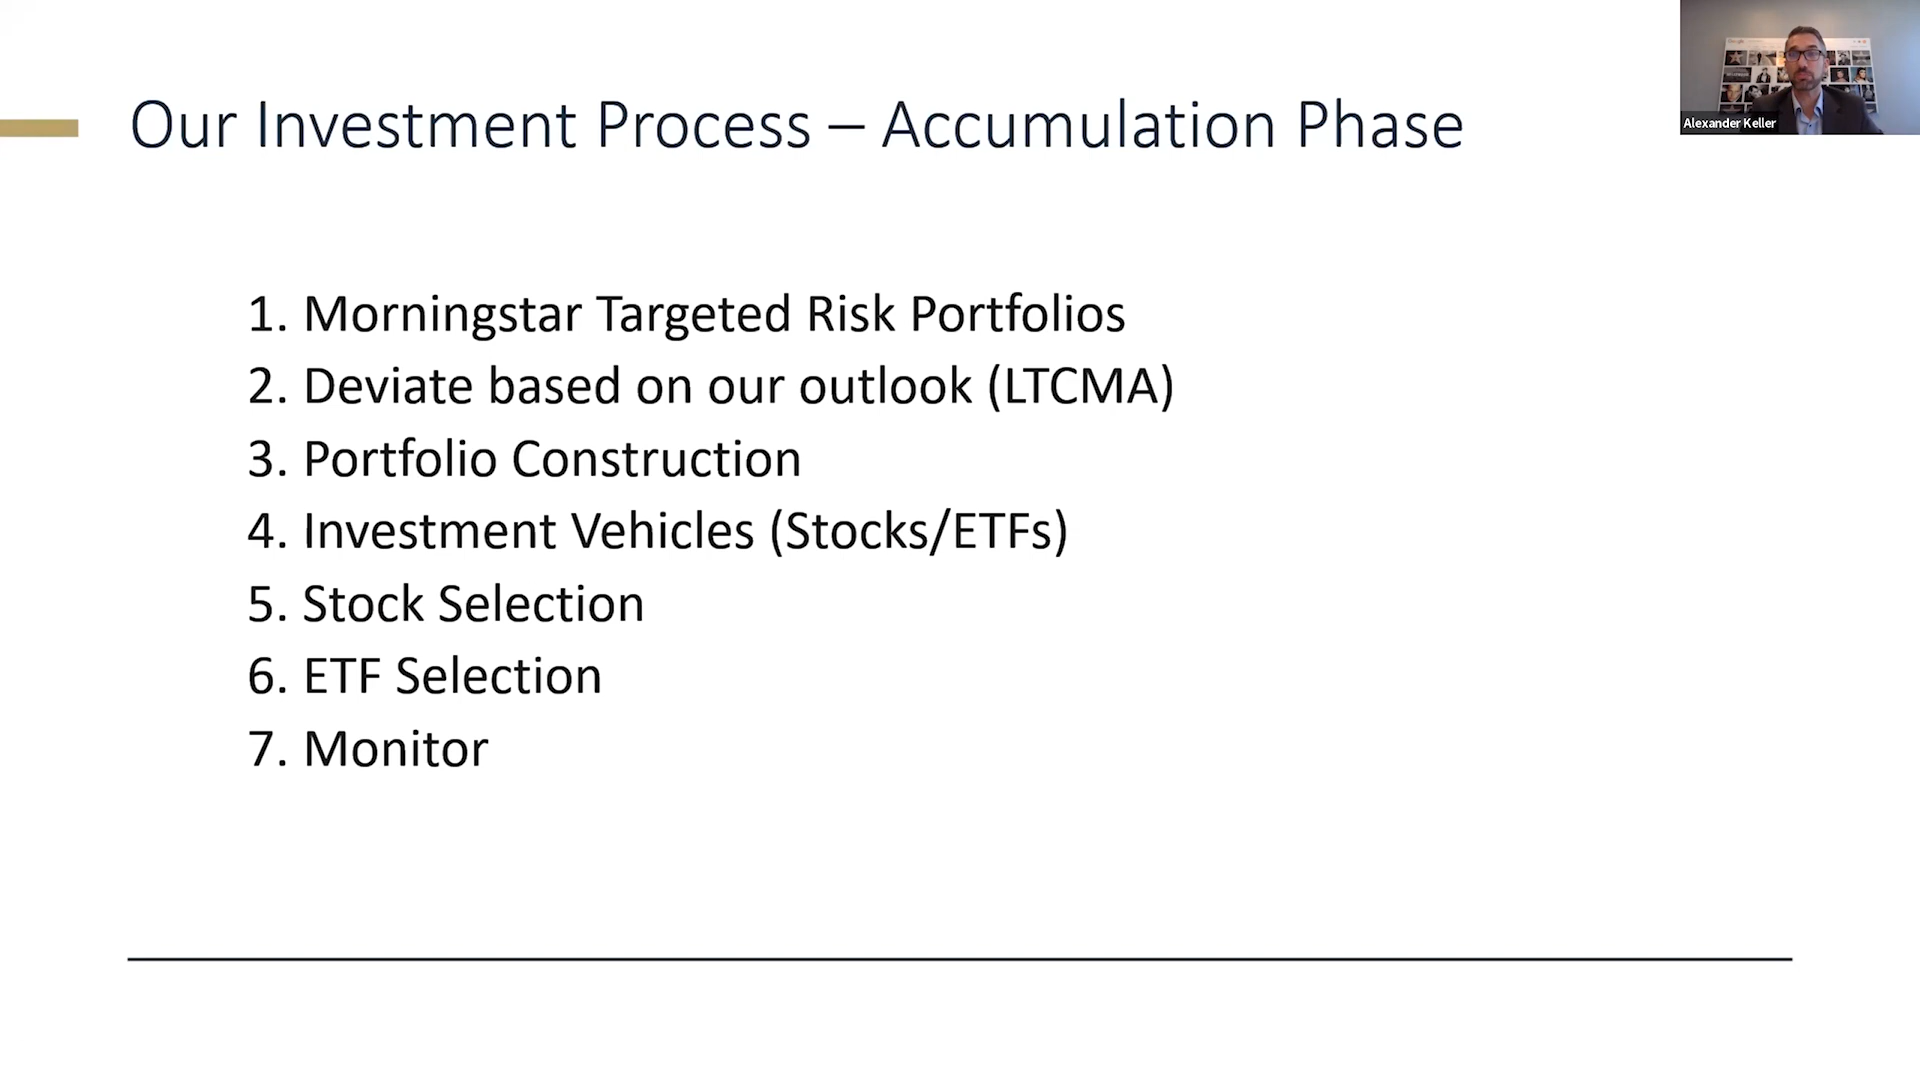 Our Investment Process – Accumulation Phase
Alexander Keller
1. Morningstar Targeted Risk Portfolios
2. Deviate based on our outlook (LTCMA)
3. Portfolio Construction
4. Investment Vehicles (Stocks/ETFs)
5. Stock Selection
6. ETF Selection
7. Monitor